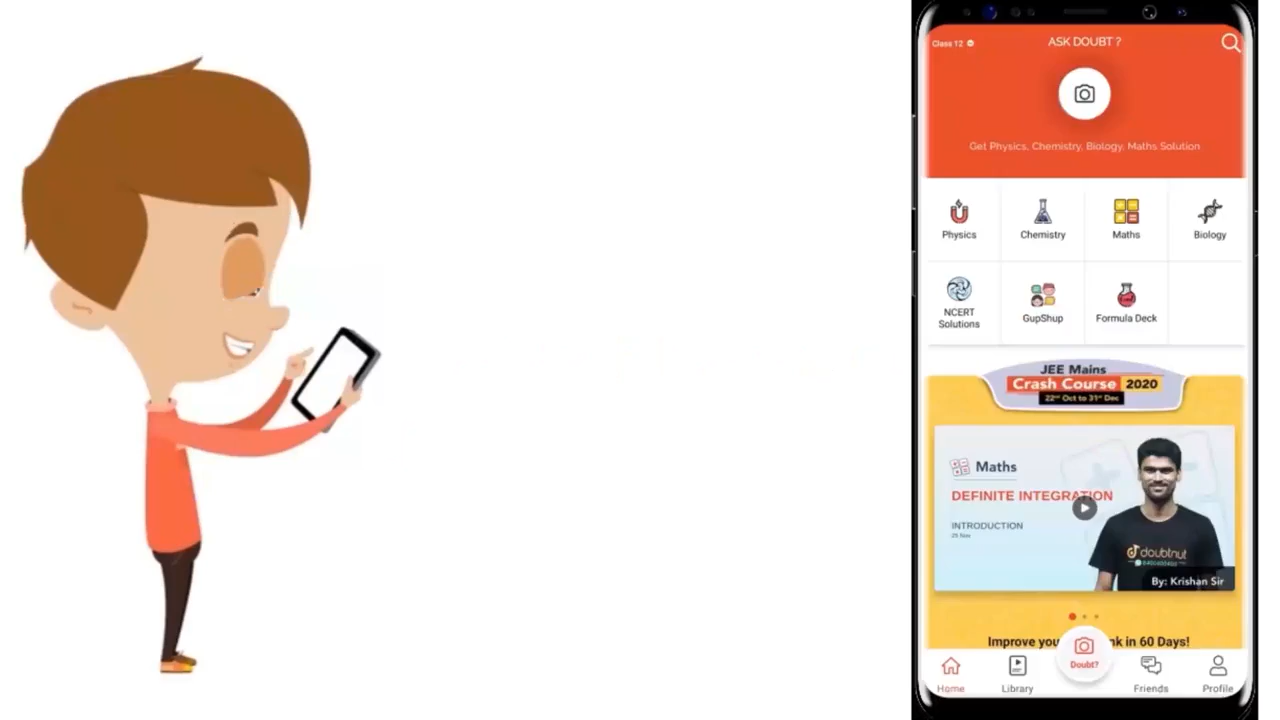 Class 12
ASK DOUBT ?
Get Physics, Chemistry, Biology, Maths Solution
Physics
Chemistry
Maths
Biology
NCERT
Solutions
GupShup
Formula Deck
JEE Mains
Crash Course 2020
22nd Oct to 31st Dec
Maths
DEFINITE INTEGRATION
INTRODUCTION
doubtnut
By: Krishan Sir
in 60 Days!
Doubt?
Home
Library
Friends
Profile